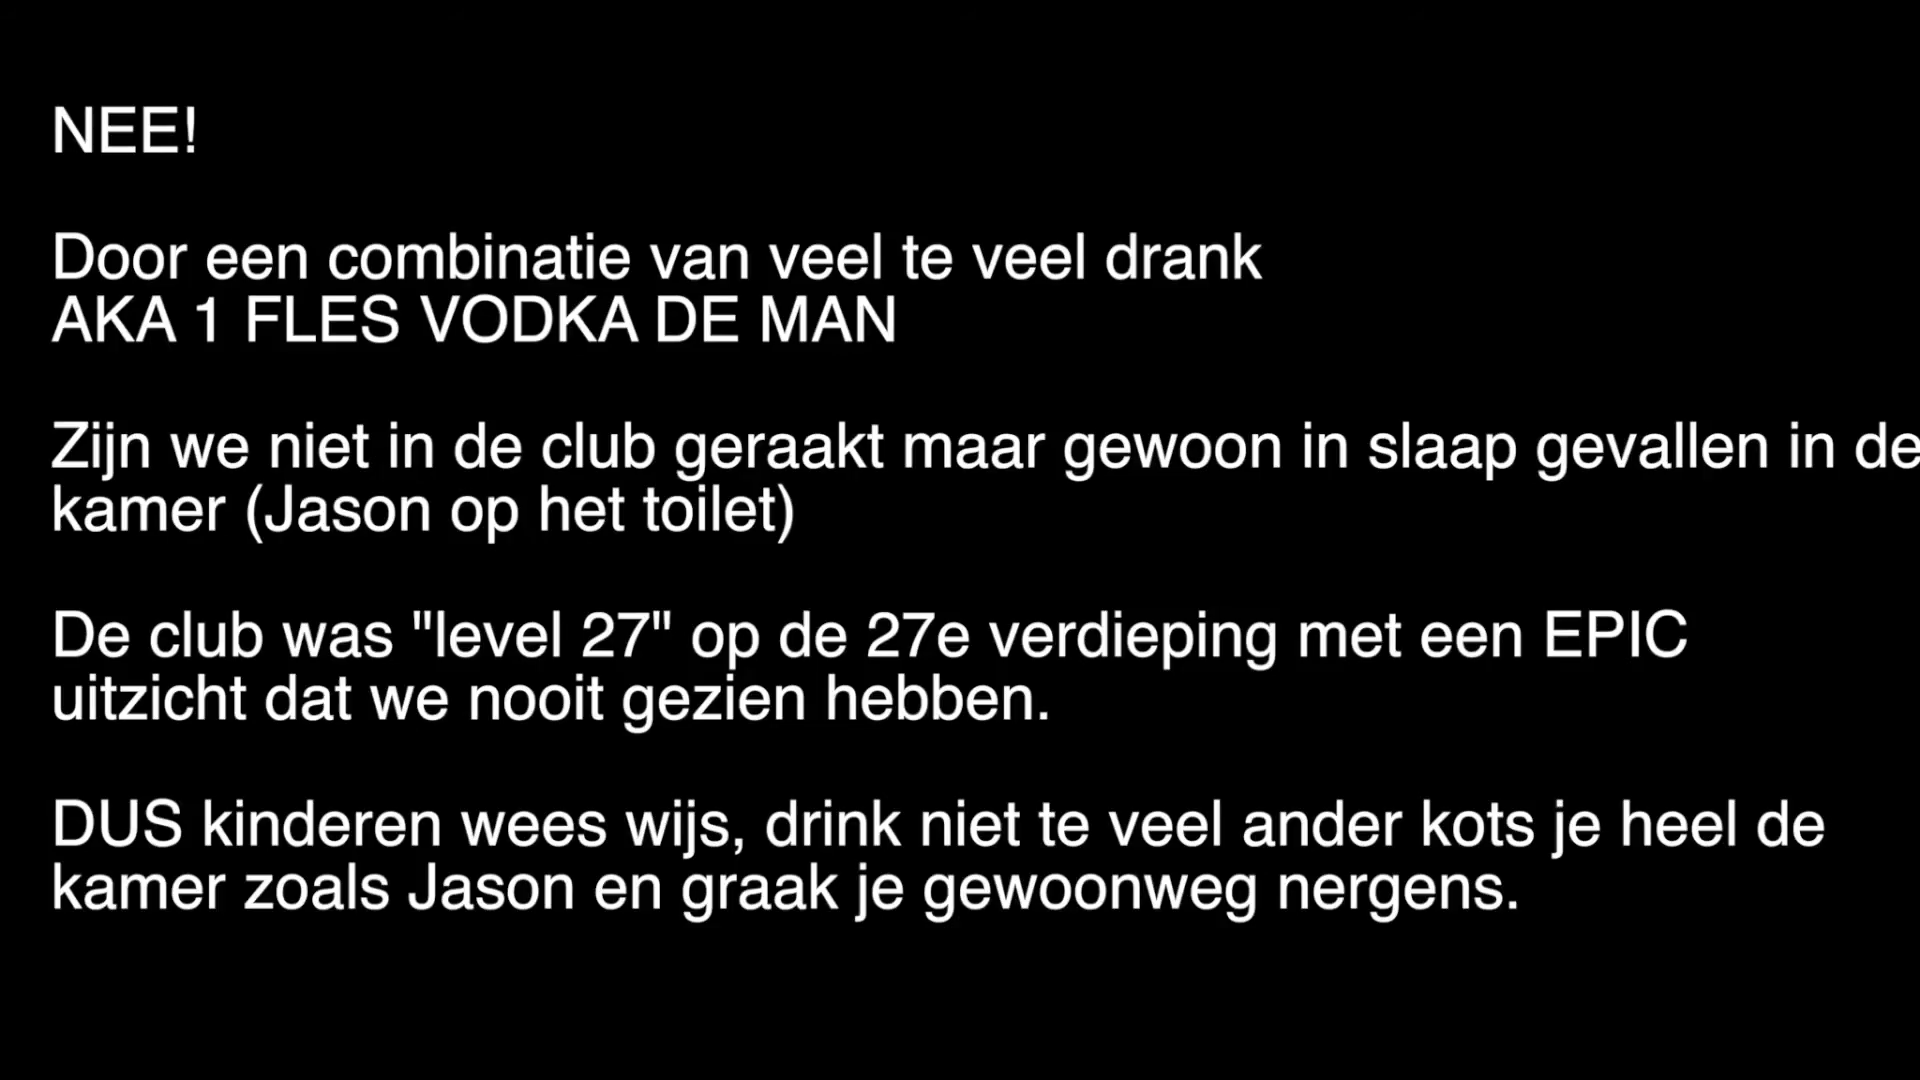 NEE!
Door een combinatie van veel te veel drank
AKA 1 FLES VODKA DE MAN
Zijn we niet in de club geraakt maar gewoon in slaap gevallen in de
kamer (Jason op het toilet)
De club was "level 27" op de 27e verdieping met een EPIC
uitzicht dat we nooit gezien hebben.
DUS kinderen wees wijs, drink niet te veel ander kots je heel de
kamer zoals Jason en graak je gewoonweg nergens.